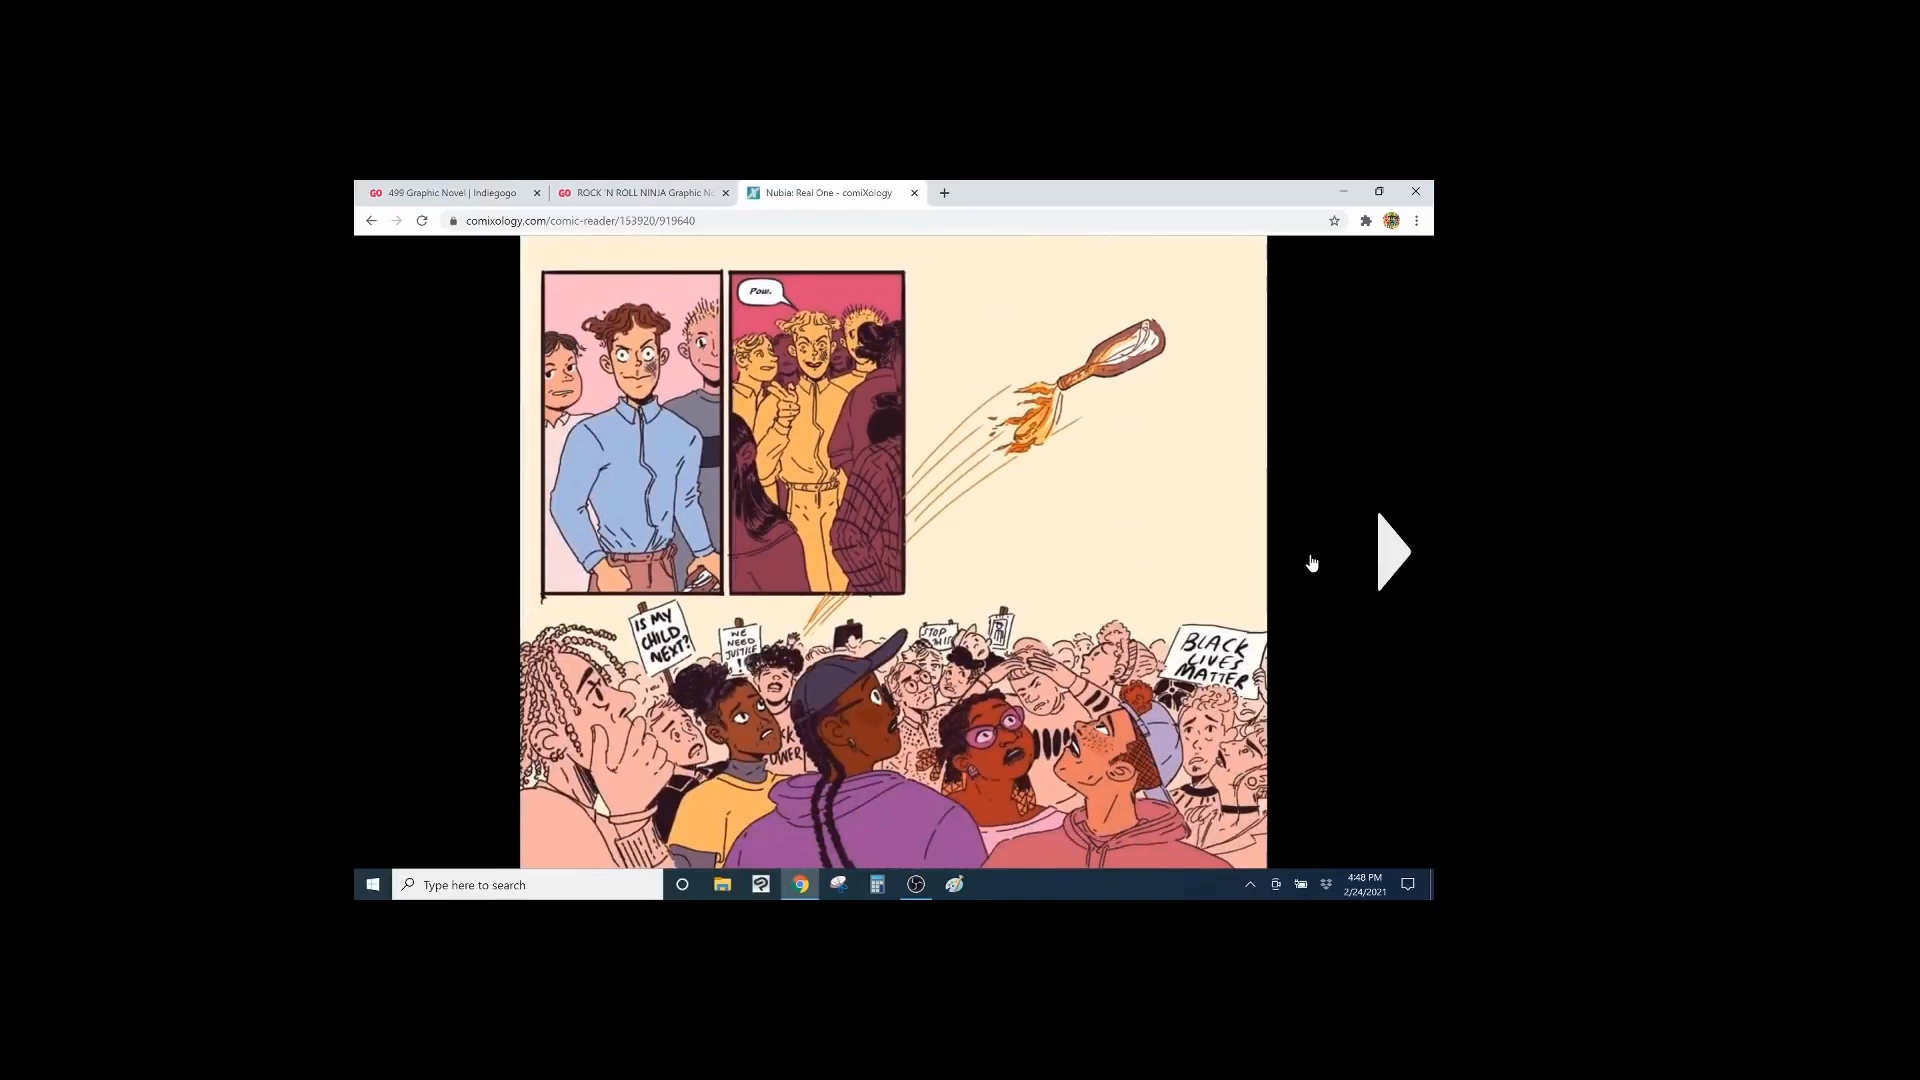 499 Graphic Novel | Indiegogo
ROCK 'N ROLL NINJA Graphic No
Nubia: Real One - comiXology
comixology.com/comic-reader/153920/919640
Pow.
IS MY
CHILD
NEXT?
WE
NEED
JUSTICE
!
STOP
BLACK
LIVES
MATTER
Type here to search
4:48 PM
2/24/2021